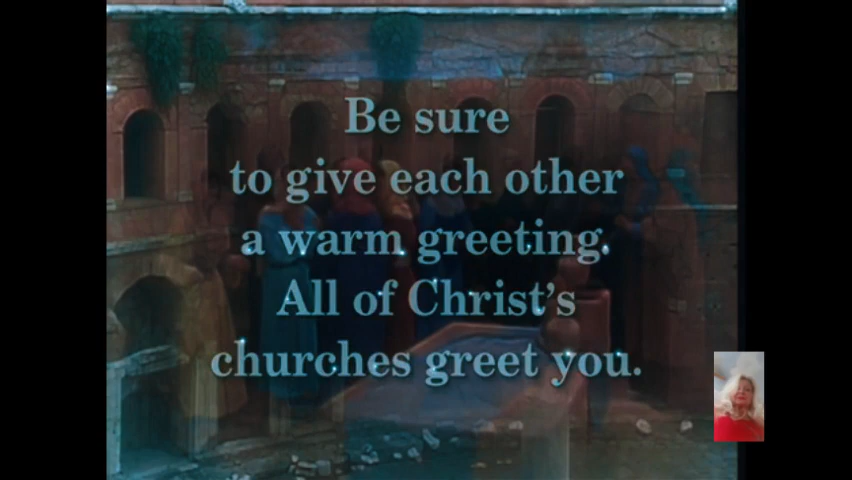 Be sure
to give each other
a warm greeting.
All of Christ's
churches greet you.